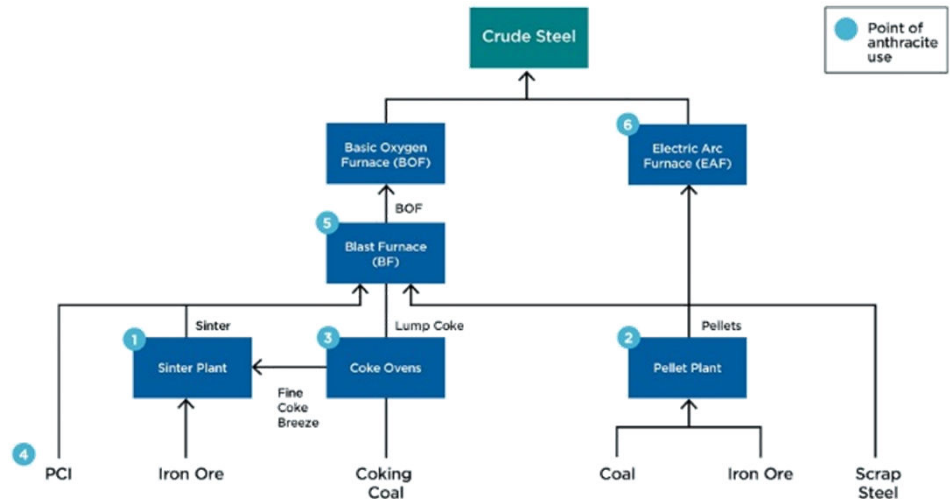 Crude Steel
Point of
anthracite
use
6
Basic Oxygen
Furnace (BOF)
Electric Arc
Furnace (EAF)
BOF
5
Blast Furnace
(BF)
Sinter
Lump Coke
Pellets
1
3
2
Sinter Plant
Coke Ovens
Pellet Plant
Fine
Coke
Breeze
4
PCI
Iron Ore
Coking
Coal
Coal
Iron Ore
Scrap
Steel